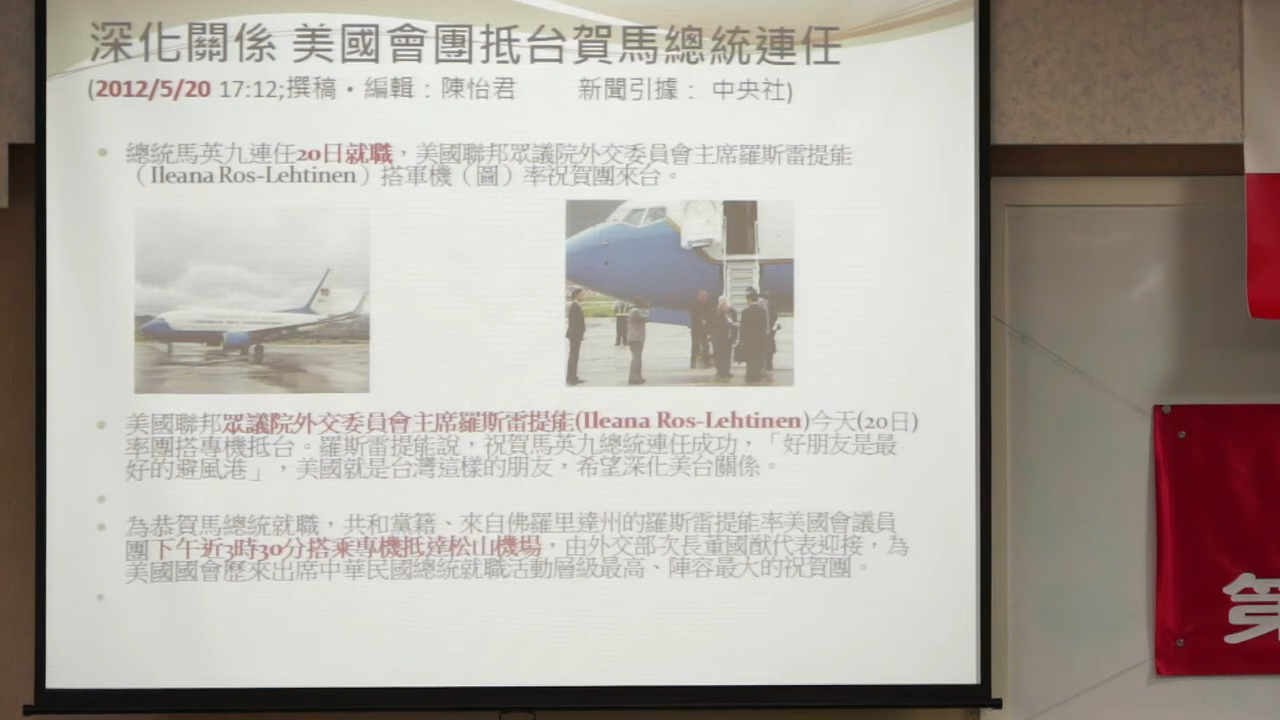 深化關係 美國會團抵台賀馬總統連任
(2012/5/20 17:12;撰稿‧編輯：陳怡君 新聞引據： 中央社)
• 總統馬英九連任20日就職，美國聯邦眾議院外交委員會主席羅斯雷提能
（Ileana Ros-Lehtinen）搭軍機（圖）率祝賀團來台。
• 美國聯邦眾議院外交委員會主席羅斯雷提能(Ileana Ros-Lehtinen)今天(20日)
率團搭專機抵台。羅斯雷提能說，祝賀馬英九總統連任成功，「好朋友是最
好的避風港」，美國就是台灣這樣的朋友，希望深化美台關係。
•
• 為恭賀馬總統就職，共和黨籍、來自佛羅里達州的羅斯雷提能率美國會議員
團下午近3時30分搭乘專機抵達松山機場，由外交部次長董國猷代表迎接，為
美國國會歷來出席中華民國總統就職活動層級最高、陣容最大的祝賀團。
•
第